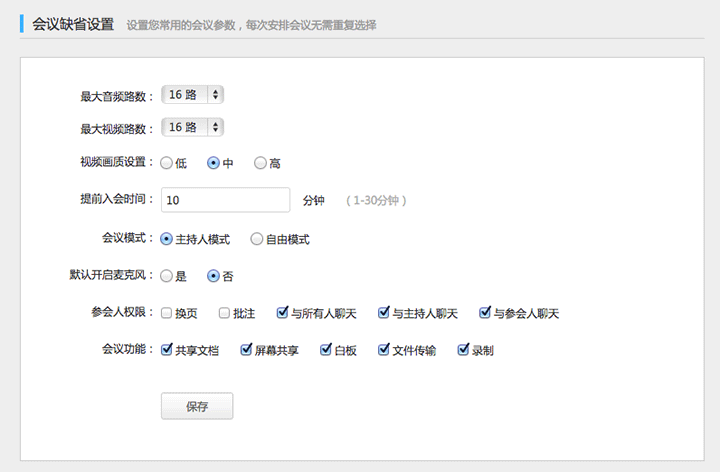 会议缺省设置 设置您常用的会议参数，每次安排会议无需重复选择
最大音频路数： 16 路
最大视频路数： 16 路
视频画质设置： 低 中 高
提前入会时间： 10 分钟 （1-30分钟）
会议模式： 主持人模式 自由模式
默认开启麦克风： 是 否
参会人权限： 换页 批注 与所有人聊天 与主持人聊天 与参会人聊天
会议功能： 共享文档 屏幕共享 白板 文件传输 录制
保存